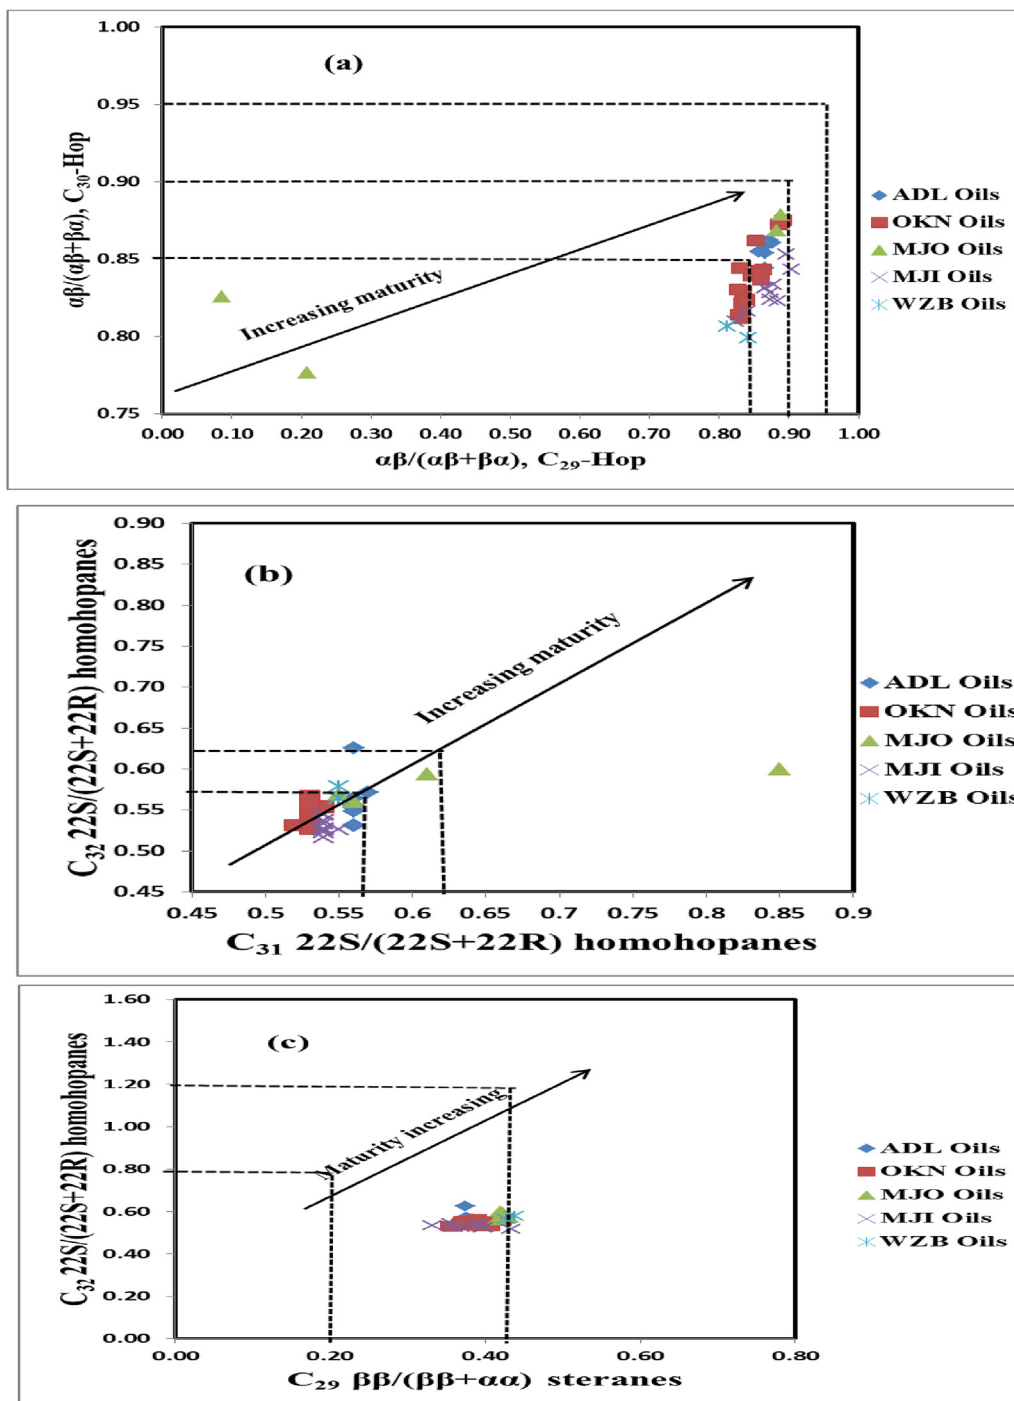 (a)
αβ/(αβ+βα), C30-Hop
1.00
0.95
0.90
0.85
0.80
0.75
Increasing maturity
0.00 0.10 0.20 0.30 0.40 0.50 0.60 0.70 0.80 0.90 1.00
αβ/(αβ+βα), C29-Hop
ADL Oils
OKN Oils
MJO Oils
MJI Oils
WZB Oils
(b)
C32 22S/(22S+22R) homohopanes
0.90
0.85
0.80
0.75
0.70
0.65
0.60
0.55
0.50
0.45
Increasing maturity
0.45 0.5 0.55 0.6 0.65 0.7 0.75 0.8 0.85 0.9
C31 22S/(22S+22R) homohopanes
ADL Oils
OKN Oils
MJO Oils
MJI Oils
WZB Oils
(c)
C32 22S/(22S+22R) homohopanes
1.60
1.40
1.20
1.00
0.80
0.60
0.40
0.20
0.00
Maturity increasing
0.00 0.20 0.40 0.60 0.80
C29 ββ/(ββ+αα) steranes
ADL Oils
OKN Oils
MJO Oils
MJI Oils
WZB Oils